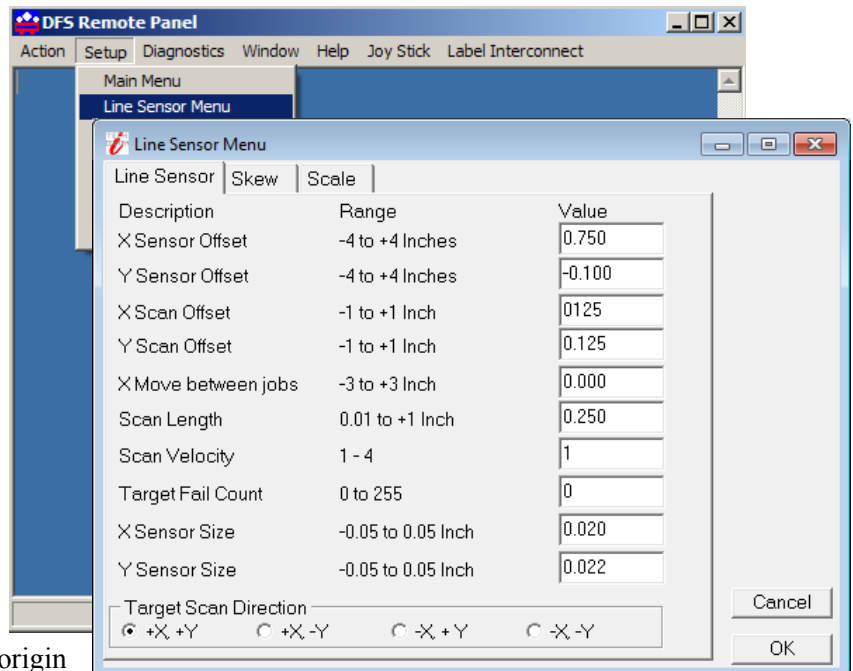 DFS Remote Panel
Action Setup Diagnostics Window Help Joy Stick Label Interconnect
Main Menu
Line Sensor Menu
Line Sensor Menu
Line Sensor Skew Scale
Description Range Value
X Sensor Offset -4 to +4 Inches 0.750
Y Sensor Offset -4 to +4 Inches -0.100
X Scan Offset -1 to +1 Inch 0125
Y Scan Offset -1 to +1 Inch 0.125
X Move between jobs -3 to +3 Inch 0.000
Scan Length 0.01 to +1 Inch 0.250
Scan Velocity 1 - 4 1
Target Fail Count 0 to 255 0
X Sensor Size -0.05 to 0.05 Inch 0.020
Y Sensor Size -0.05 to 0.05 Inch 0.022
Target Scan Direction
+X, +Y +X, -Y -X, + Y -X, -Y
Cancel
OK
origin